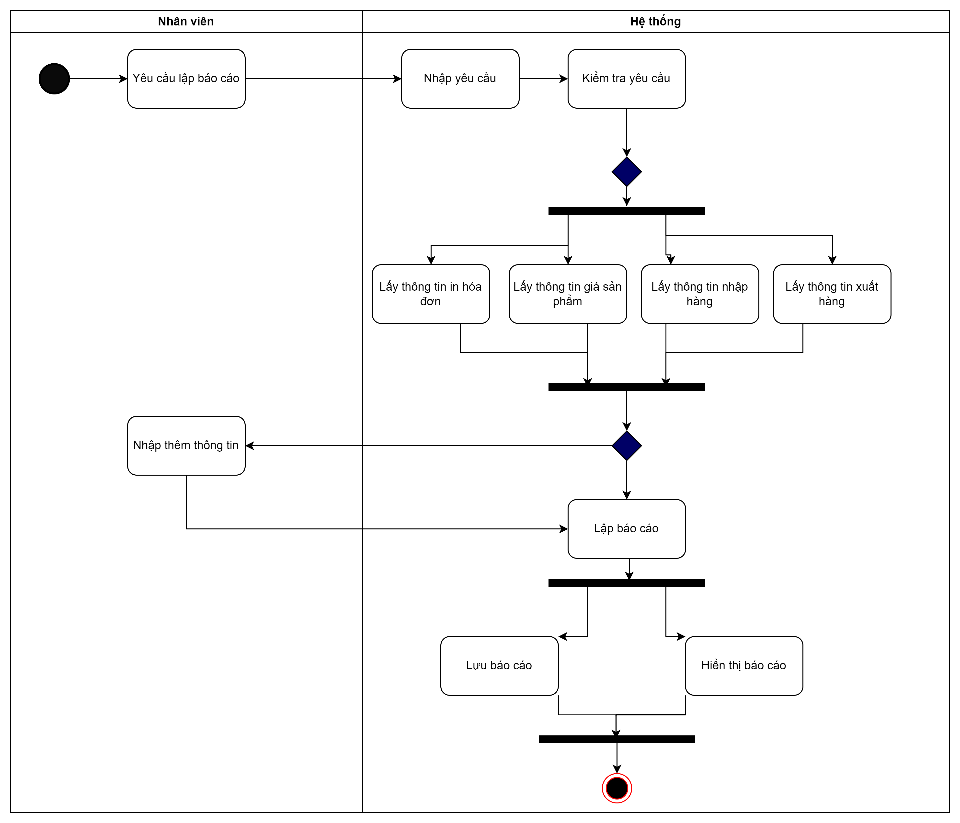 Nhân viên
Hệ thống
Yêu cầu lập báo cáo
Nhập yêu cầu
Kiểm tra yêu cầu
Lấy thông tin in hóa
đơn
Lấy thông tin giá sản
phẩm
Lấy thông tin nhập
hàng
Lấy thông tin xuất
hàng
Nhập thêm thông tin
Lập báo cáo
Lựu báo cáo
Hiển thị báo cáo